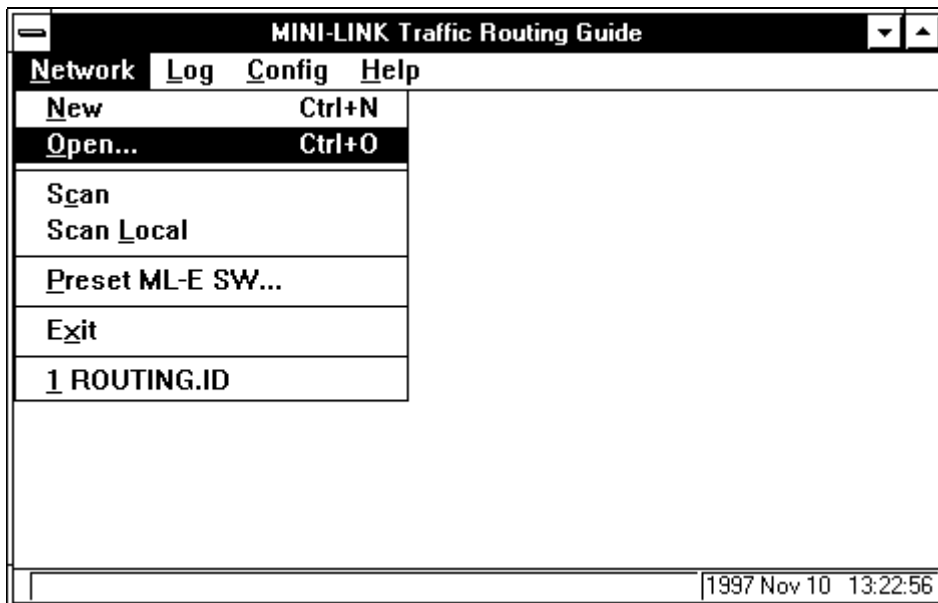 MINI-LINK Traffic Routing Guide
Network Log Config Help
New Ctrl+N
Open... Ctrl+O
Scan
Scan Local
Preset ML-E SW...
Exit
1 ROUTING.ID
1997 Nov 10 13:22:56